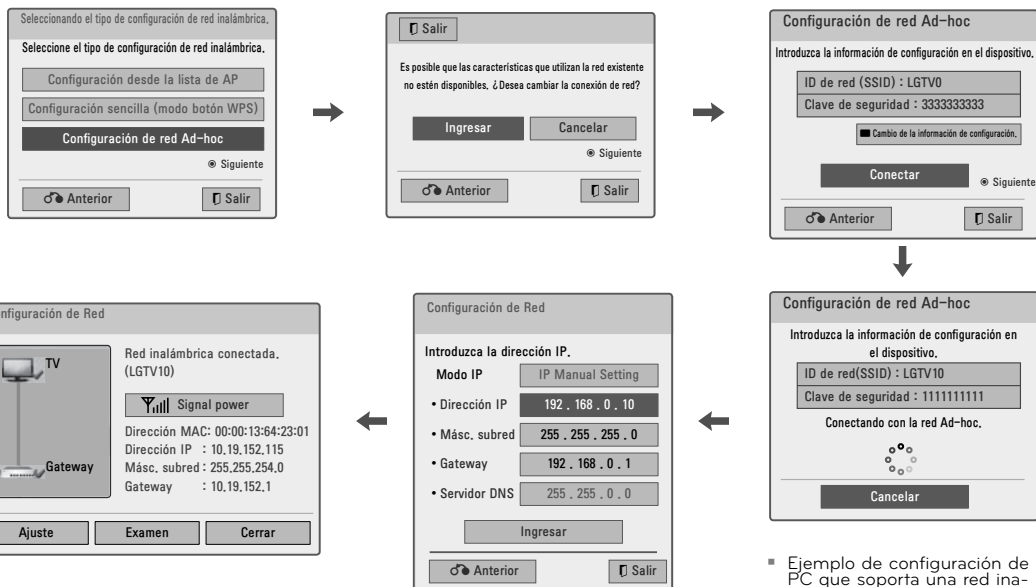 Seleccionando el tipo de configuración de red inalámbrica.
Seleccione el tipo de configuración de red inalámbrica.
Configuración desde la lista de AP
Configuración sencilla (modo botón WPS)
Configuración de red Ad-hoc
Siguiente
Anterior
Salir
Salir
Es posible que las características que utilizan la red existente
no estén disponibles. ¿Desea cambiar la conexión de red?
Ingresar
Cancelar
Siguiente
Anterior
Salir
Configuración de red Ad-hoc
Introduzca la información de configuración en el dispositivo.
ID de red (SSID) : LGTV0
Clave de seguridad : 3333333333
Cambio de la información de configuración.
Conectar
Siguiente
Anterior
Salir
Configuración de red Ad-hoc
Introduzca la información de configuración en
el dispositivo.
ID de red(SSID) : LGTV10
Clave de seguridad : 1111111111
Conectando con la red Ad-hoc.
Cancelar
Configuración de Red
Introduzca la dirección IP.
Modo IP IP Manual Setting
• Dirección IP 192 . 168 . 0 . 10
• Másc. subred 255 . 255 . 255 . 0
• Gateway 192 . 168 . 0 . 1
• Servidor DNS 255 . 255 . 0 . 0
Ingresar
Anterior
Salir
nfiguración de Red
TV
Gateway
Red inalámbrica conectada.
(LGTV10)
Signal power
Dirección MAC: 00:00:13:64:23:01
Dirección IP : 10.19.152.115
Másc. subred : 255.255.254.0
Gateway : 10.19.152.1
Ajuste
Examen
Cerrar
Ejemplo de configuración de
PC que soporta una red ina-